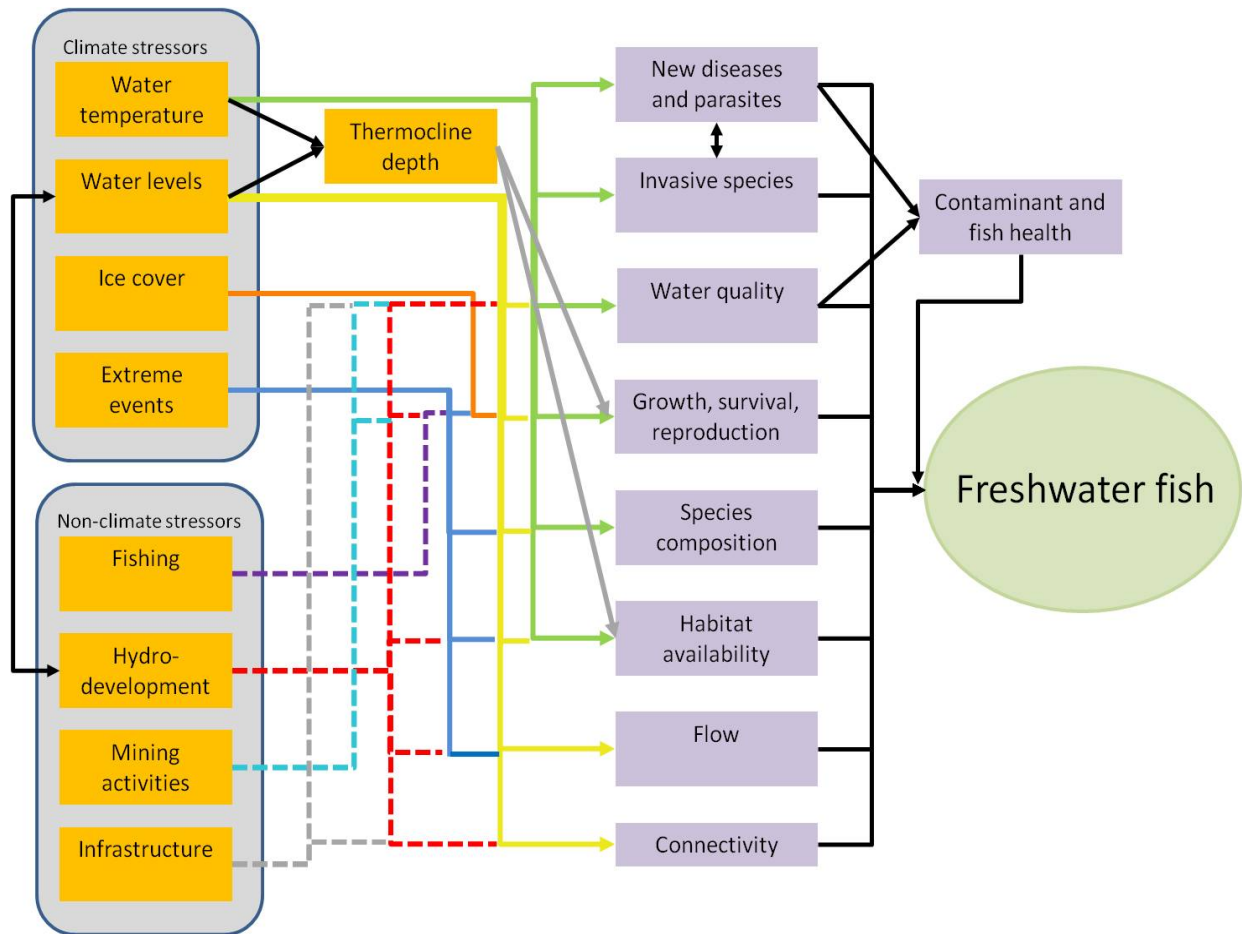 Climate stressors
Water
temperature
Water levels
Ice cover
Extreme
events
Non-climate stressors
Fishing
Hydro-
development
Mining
activities
Infrastructure
Thermocline
depth
New diseases
and parasites
Invasive species
Water quality
Growth, survival,
reproduction
Species
composition
Habitat
availability
Flow
Connectivity
Contaminant and
fish health
Freshwater fish